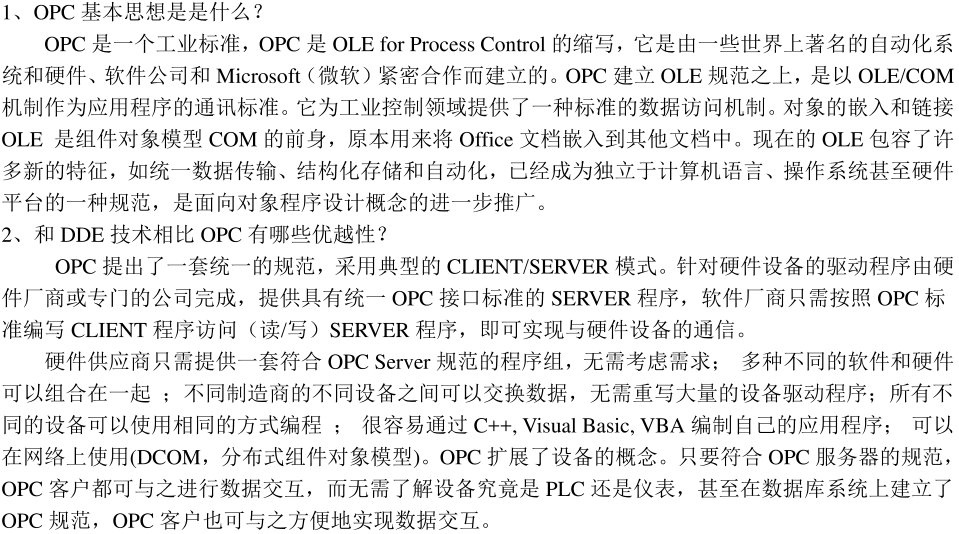 1、OPC 基本思想是是什么？
OPC 是一个工业标准，OPC 是 OLE for Process Control 的缩写，它是由一些世界上著名的自动化系
统和硬件、软件公司和 Microsoft（微软）紧密合作而建立的。OPC 建立 OLE 规范之上，是以 OLE/COM
机制作为应用程序的通讯标准。它为工业控制领域提供了一种标准的数据访问机制。对象的嵌入和链接
OLE 是组件对象模型 COM 的前身，原本用来将 Office 文档嵌入到其他文档中。现在的 OLE 包容了许
多新的特征，如统一数据传输、结构化存储和自动化，已经成为独立于计算机语言、操作系统甚至硬件
平台的一种规范，是面向对象程序设计概念的进一步推广。
2、和 DDE 技术相比 OPC 有哪些优越性？
OPC 提出了一套统一的规范，采用典型的 CLIENT/SERVER 模式。针对硬件设备的驱动程序由硬
件厂商或专门的公司完成，提供具有统一 OPC 接口标准的 SERVER 程序，软件厂商只需按照 OPC 标
准编写 CLIENT 程序访问（读/写）SERVER 程序，即可实现与硬件设备的通信。
硬件供应商只需提供一套符合 OPC Server 规范的程序组，无需考虑需求； 多种不同的软件和硬件
可以组合在一起 ；不同制造商的不同设备之间可以交换数据，无需重写大量的设备驱动程序；所有不
同的设备可以使用相同的方式编程 ； 很容易通过 C++, Visual Basic, VBA 编制自己的应用程序； 可以
在网络上使用(DCOM，分布式组件对象模型)。OPC 扩展了设备的概念。只要符合 OPC 服务器的规范，
OPC 客户都可与之进行数据交互，而无需了解设备究竟是 PLC 还是仪表，甚至在数据库系统上建立了
OPC 规范，OPC 客户也可与之方便地实现数据交互。